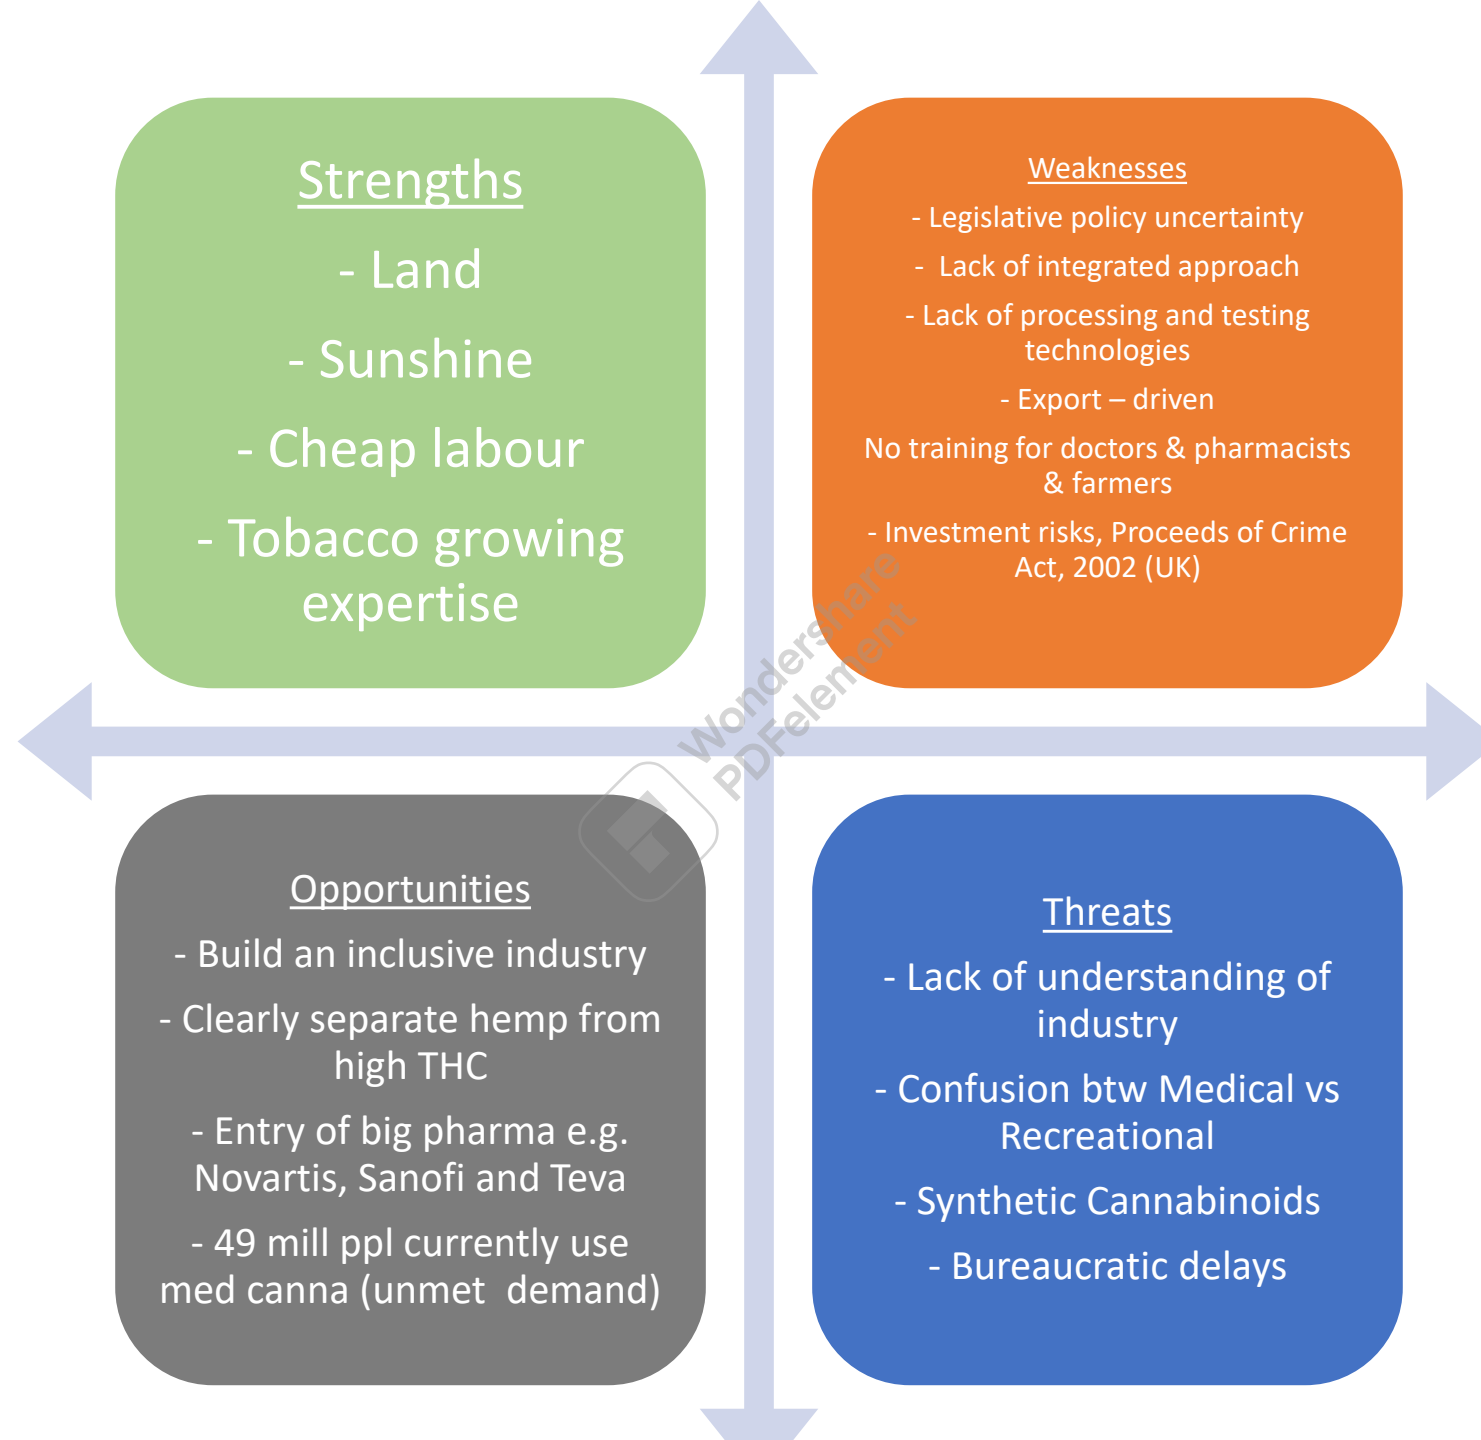 Strengths
- Land
- Sunshine
- Cheap labour
- Tobacco growing
expertise
Weaknesses
- Legislative policy uncertainty
-  Lack of integrated approach
- Lack of processing and testing
technologies
- Export – driven
No training for doctors & pharmacists
& farmers
- Investment risks, Proceeds of Crime
Act, 2002 (UK)
Wondershare
PDFelement
Opportunities
- Build an inclusive industry
- Clearly separate hemp from
high THC
- Entry of big pharma e.g.
Novartis, Sanofi and Teva
- 49 mill ppl currently use
med canna (unmet  demand)
Threats
- Lack of understanding of
industry
- Confusion btw Medical vs
Recreational
- Synthetic Cannabinoids
- Bureaucratic delays